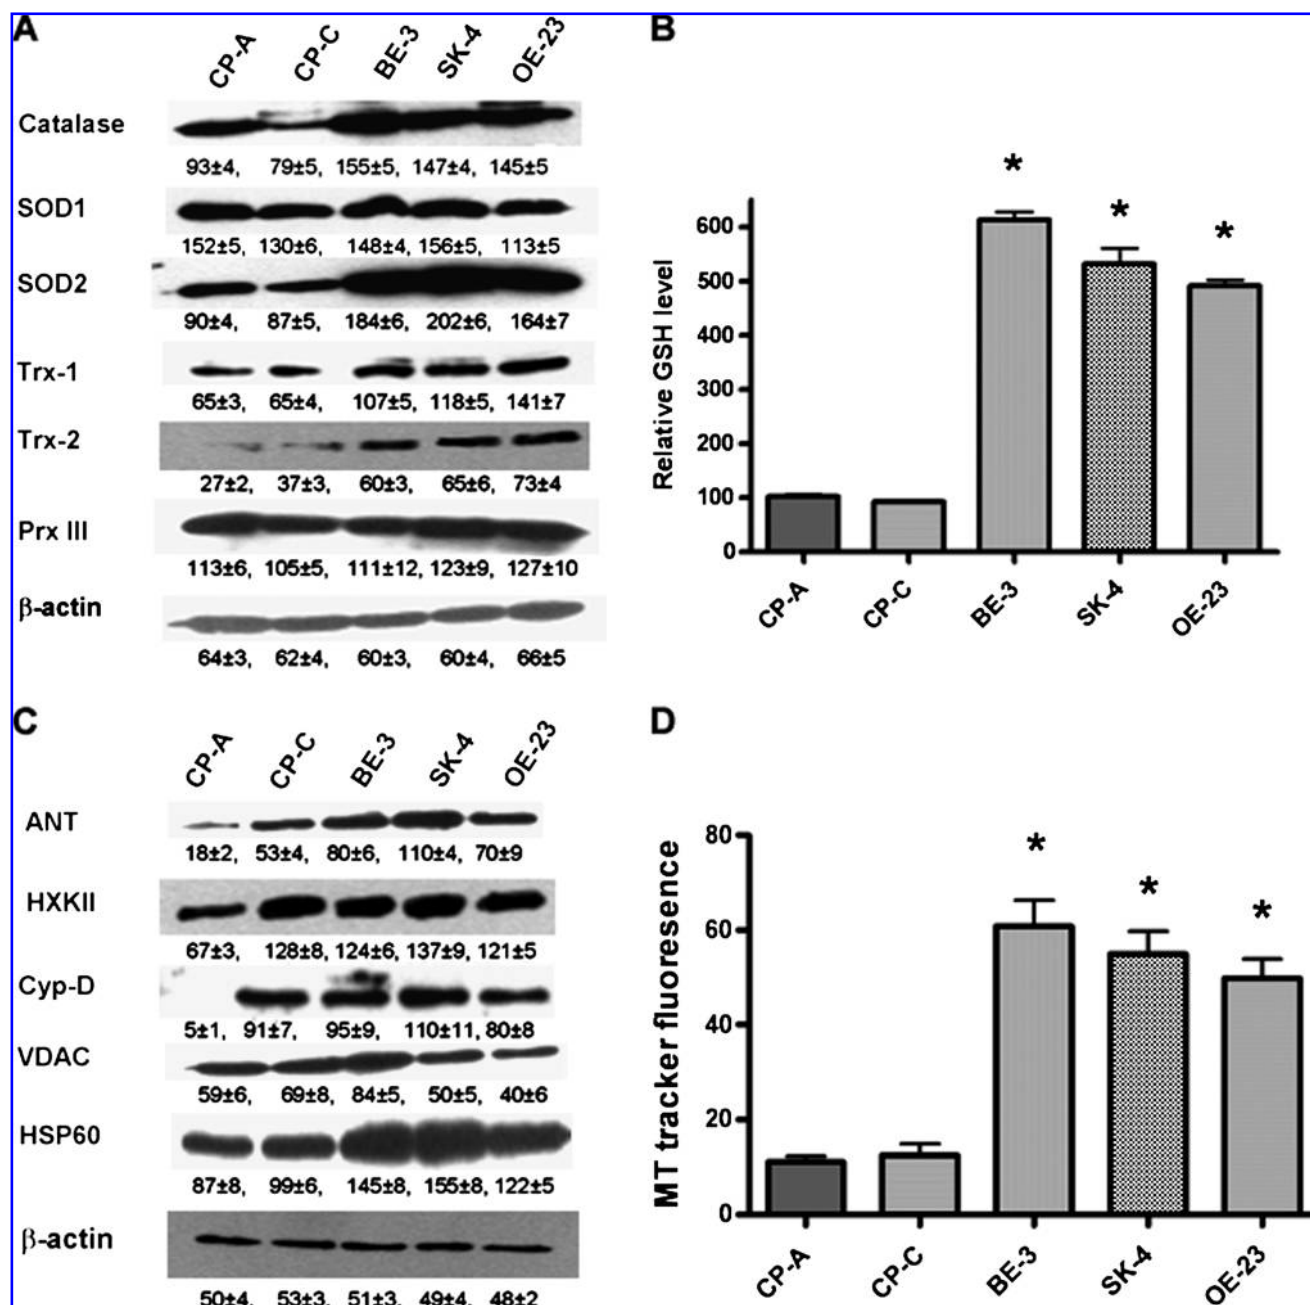 A
CP-A CP-C BE-3 SK-4 OE-23
Catalase
93±4, 79±5, 155±5, 147±4, 145±5
SOD1
152±5, 130±6, 148±4, 156±5, 113±5
SOD2
90±4, 87±5, 184±6, 202±6, 164±7
Trx-1
65±3, 65±4, 107±5, 118±5, 141±7
Trx-2
27±2, 37±3, 60±3, 65±6, 73±4
Prx III
113±6, 105±5, 111±12, 123±9, 127±10
β-actin
64±3, 62±4, 60±3, 60±4, 66±5
B
Relative GSH level
600
500
400
300
200
100
0
* * *
CP-A CP-C BE-3 SK-4 OE-23
C
CP-A CP-C BE-3 SK-4 OE-23
ANT
18±2, 53±4, 80±6, 110±4, 70±9
HXKII
67±3, 128±8, 124±6, 137±9, 121±5
Cyp-D
5±1, 91±7, 95±9, 110±11, 80±8
VDAC
59±6, 69±8, 84±5, 50±5, 40±6
HSP60
87±8, 99±6, 145±8, 155±8, 122±5
β-actin
50±4, 53±3, 51±3, 49±4, 48±2
D
MT tracker fluoresence
80
60
40
20
0
* * *
CP-A CP-C BE-3 SK-4 OE-23